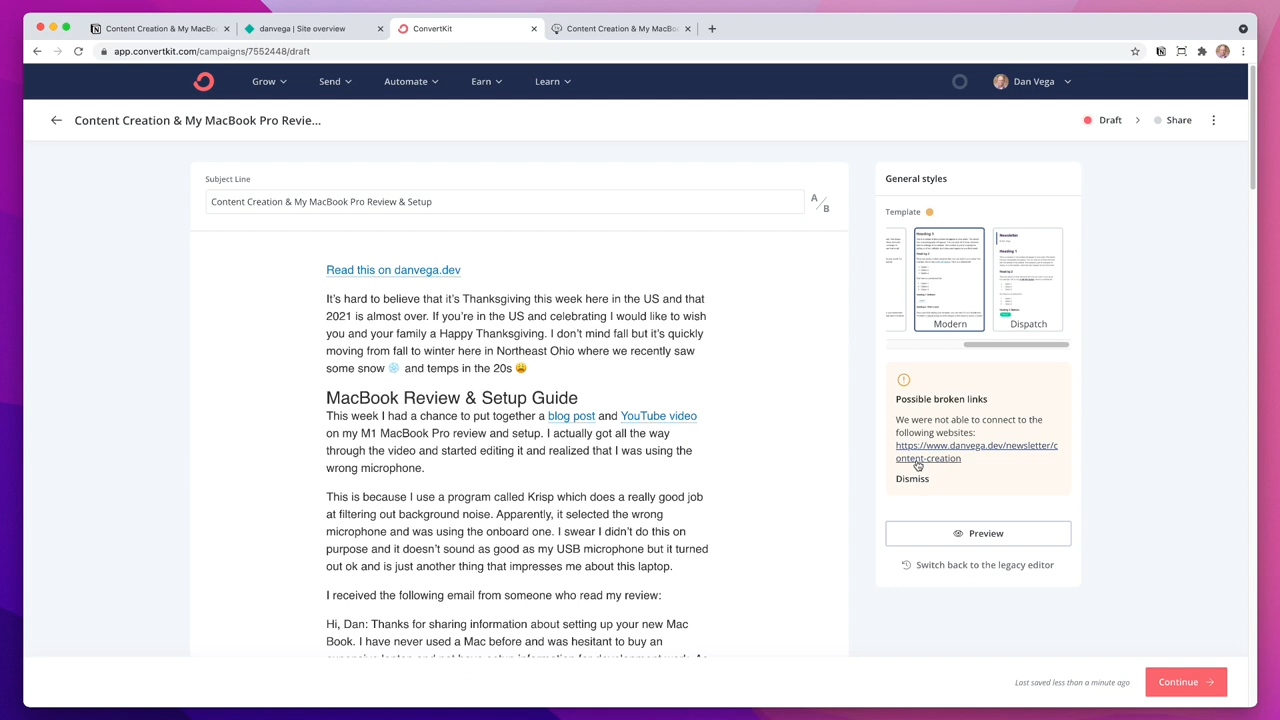 Content Creation & My MacBoo
danvega | Site overview
ConvertKit
Content Creation & My MacBoo
app.convertkit.com/campaigns/7552448/draft
Grow
Send
Automate
Earn
Learn
Dan Vega
Content Creation & My MacBook Pro Revie...
Draft
Share
Subject Line
Content Creation & My MacBook Pro Review & Setup
A/B
Read this on danvega.dev
It's hard to believe that it's Thanksgiving this week here in the US and that
2021 is almost over. If you're in the US and celebrating I would like to wish
you and your family a Happy Thanksgiving. I don't mind fall but it's quickly
moving from fall to winter here in Northeast Ohio where we recently saw
some snow ❄️ and temps in the 20s 😩
MacBook Review & Setup Guide
This week I had a chance to put together a blog post and YouTube video
on my M1 MacBook Pro review and setup. I actually got all the way
through the video and started editing it and realized that I was using the
wrong microphone.
This is because I use a program called Krisp which does a really good job
at filtering out background noise. Apparently, it selected the wrong
microphone and was using the onboard one. I swear I didn't do this on
purpose and it doesn't sound as good as my USB microphone but it turned
out ok and is just another thing that impresses me about this laptop.
I received the following email from someone who read my review:
Hi, Dan: Thanks for sharing information about setting up your new Mac
Book. I have never used a Mac before and was hesitant to buy an
General styles
Template
Heading 2
Modern
Newsletter
Heading 1
Heading 2
Dispatch
Possible broken links
We were not able to connect to the
following websites:
https://www.danvega.dev/newsletter/c
ontent-creation
Dismiss
Preview
Switch back to the legacy editor
Last saved less than a minute ago
Continue